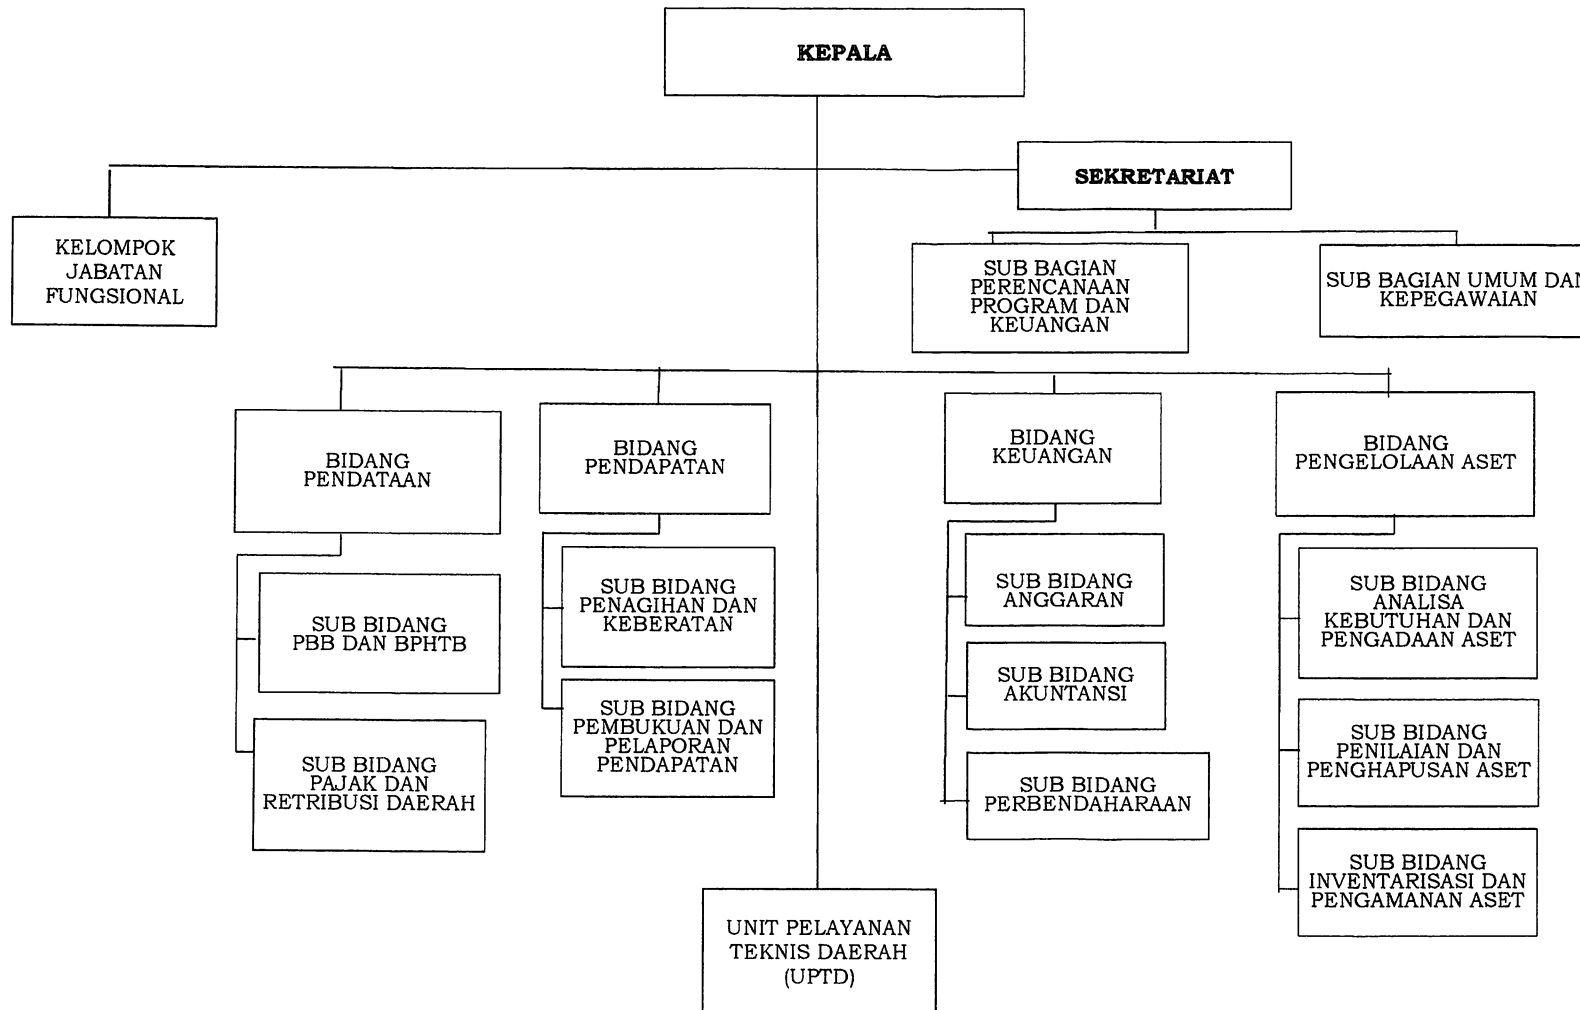 KEPALA
SEKRETARIAT
KELOMPOK
JABATAN
FUNGSIONAL
SUB BAGIAN
PERENCANAAN
PROGRAM DAN
KEUANGAN
SUB BAGIAN UMUM DAN
KEPEGAWAIAN
BIDANG
PENDATAAN
BIDANG
PENDAPATAN
BIDANG
KEUANGAN
BIDANG
PENGELOLAAN ASET
SUB BIDANG
PBB DAN BPHTB
SUB BIDANG
PAJAK DAN
RETRIBUSI DAERAH
SUB BIDANG
PENAGIHAN DAN
KEBERATAN
SUB BIDANG
PEMBUKUAN DAN
PELAPORAN
PENDAPATAN
SUB BIDANG
ANGGARAN
SUB BIDANG
AKUNTANSI
SUB BIDANG
PERBENDAHARAAN
SUB BIDANG
ANALISA
KEBUTUHAN DAN
PENGADAAN ASET
SUB BIDANG
PENILAIAN DAN
PENGHAPUSAN ASET
SUB BIDANG
INVENTARISASI DAN
PENGAMANAN ASET
UNIT PELAYANAN
TEKNIS DAERAH
(UPTD)